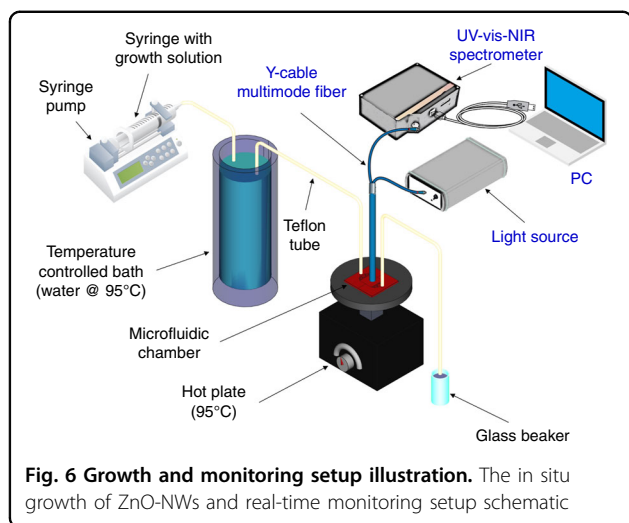 Syringe with
growth solution
UV-vis-NIR
spectrometer
Y-cable
multimode fiber
Syringe
pump
PC
Teflon
tube
Light source
Temperature
controlled bath
(water @ 95°C)
Microfluidic
chamber
Hot plate
(95°C)
Glass beaker
Fig. 6 Growth and monitoring setup illustration. The in situ
growth of ZnO-NWs and real-time monitoring setup schematic